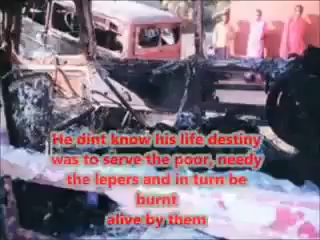 He dint know his life destiny
was to serve the poor, needy
the lepers and in turn be
burnt
alive by them